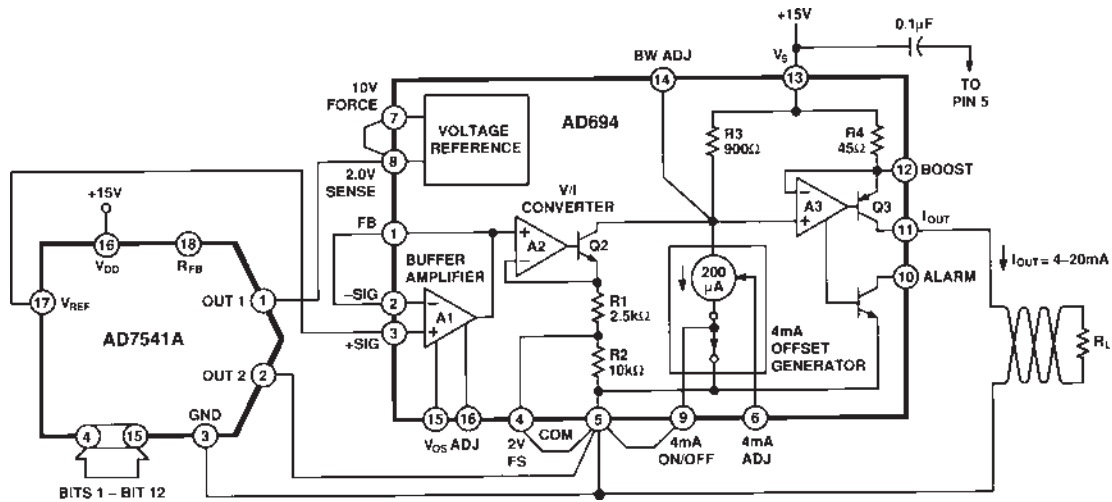 +15V
0.1µF
VS
BW ADJ
14
13
TO
PIN 5
10V
FORCE
7
VOLTAGE
REFERENCE
AD694
R3
900Ω
R4
45Ω
8
2.0V
SENSE
12
BOOST
+15V
V/I
CONVERTER
A3
Q3
IOUT
11
FB
1
+
−
A2
Q2
−
+
16
VDD
18
RFB
BUFFER
AMPLIFIER
200
µA
IOUT = 4–20mA
10
ALARM
17
VREF
OUT 1
1
–SIG
2
−
A1
3
+
+SIG
R1
2.5kΩ
AD7541A
4mA
OFFSET
GENERATOR
RL
OUT 2
2
R2
10kΩ
GND
4
15
3
15
16
4
COM
5
9
6
VOS ADJ
2V
FS
4mA
ON/OFF
4mA
ADJ
BITS 1 – BIT 12